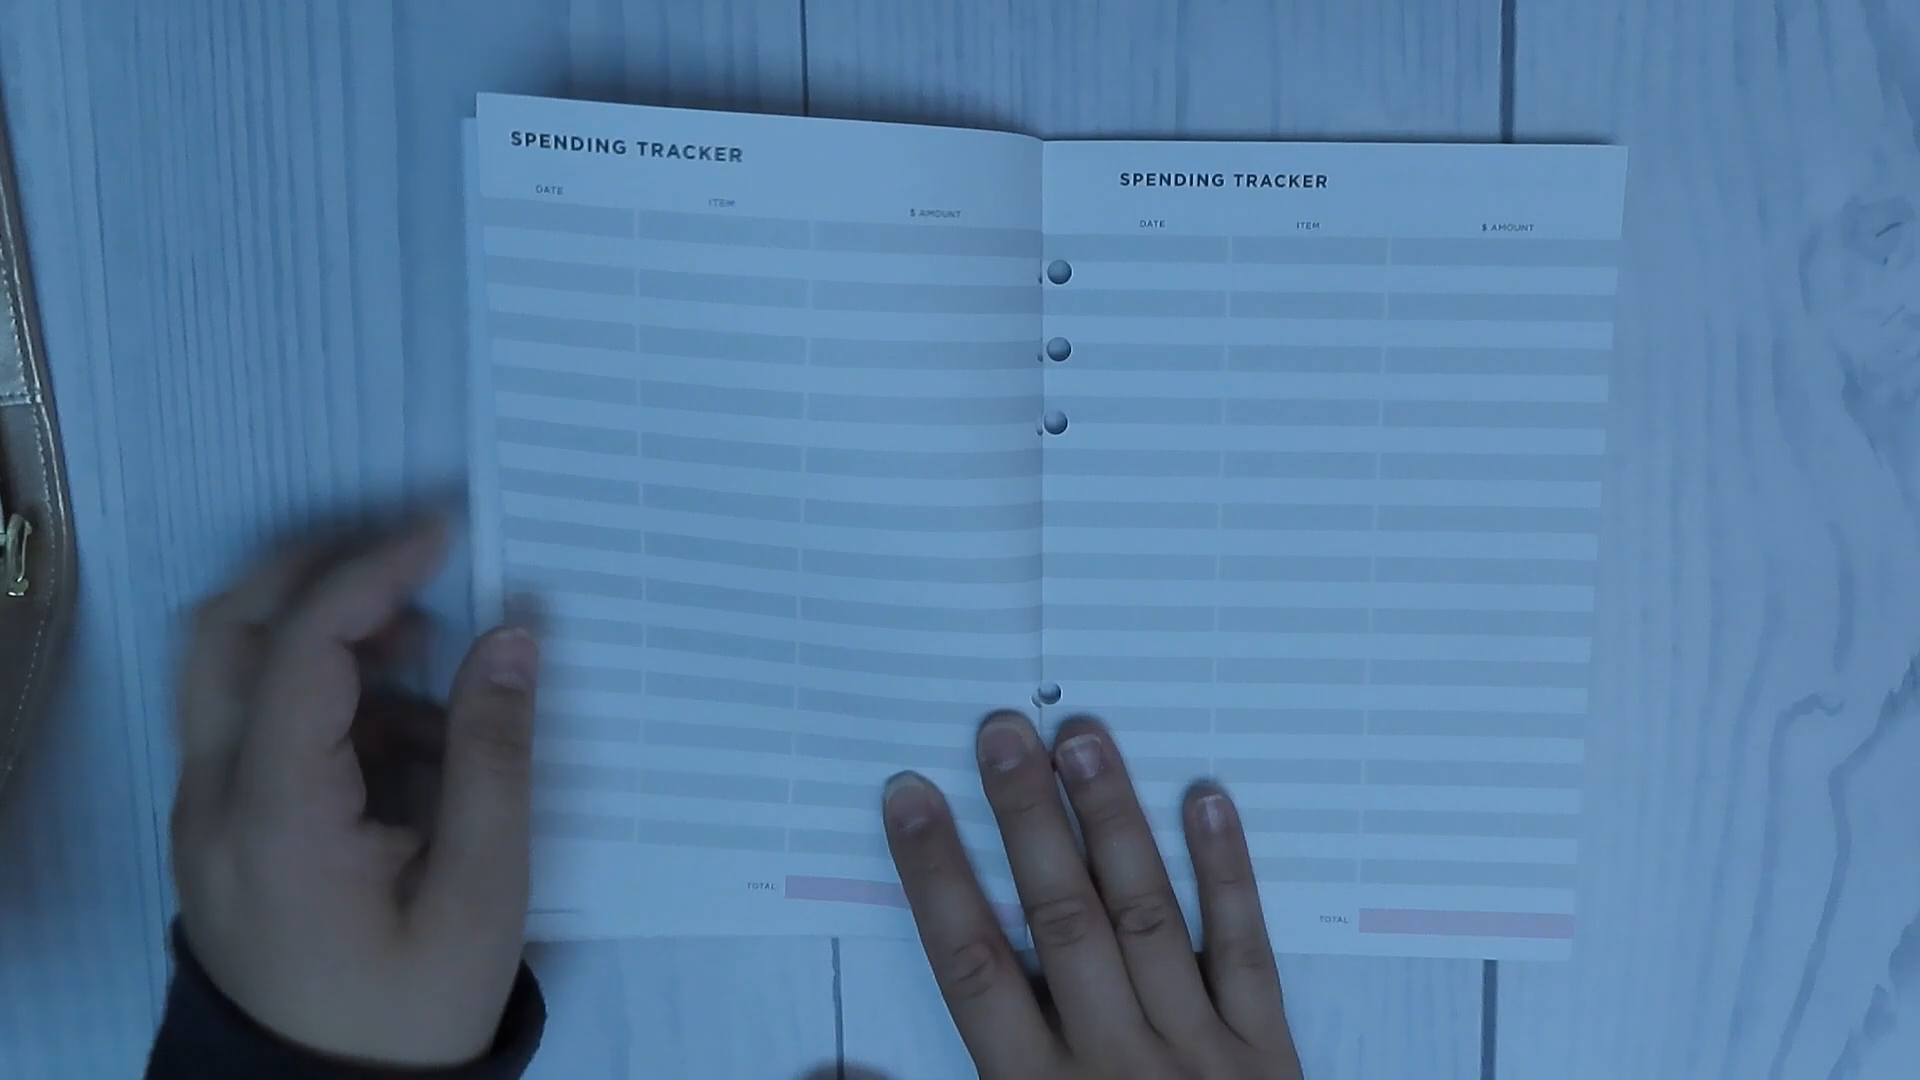 SPENDING TRACKER
DATE ITEM $ AMOUNT
TOTAL
SPENDING TRACKER
DATE ITEM $ AMOUNT
TOTAL